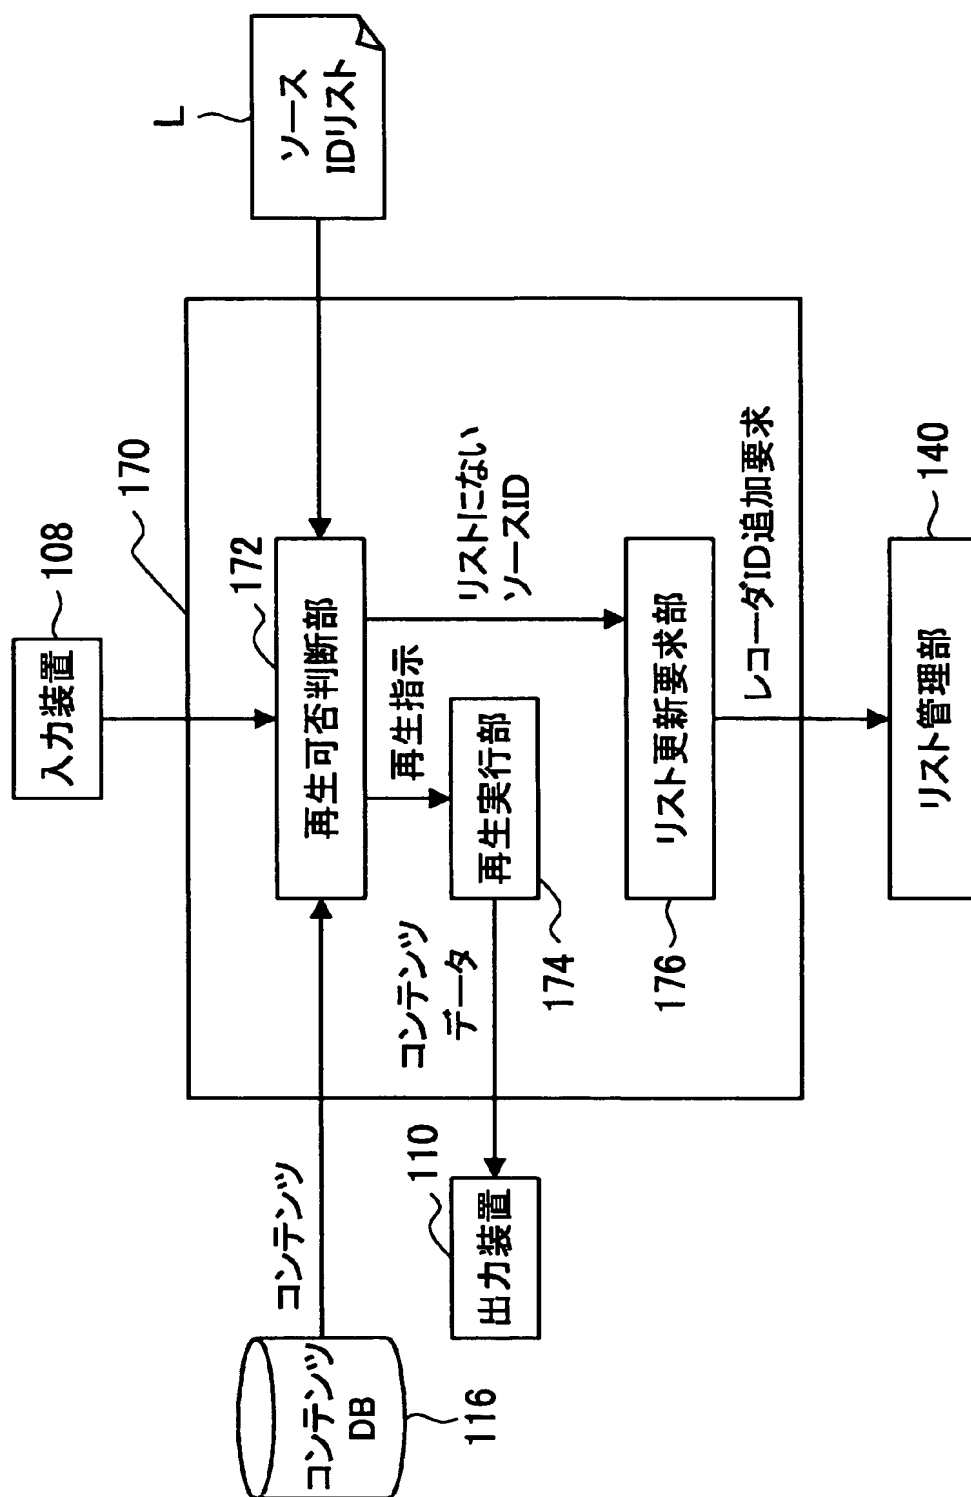 入力装置
108
170
L
ソース
IDリスト
コンテンツ
DB
116
コンテンツ
再生可否判断部
172
再生指示
リストにない
ソースID
再生実行部
174
コンテンツ
データ
出力装置
110
リスト更新要求部
176
レコーダID追加要求
リスト管理部
140